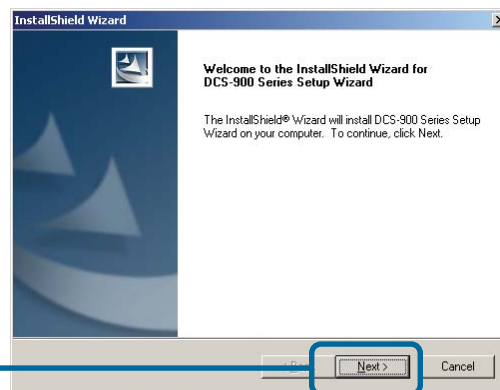 InstallShield Wizard
Welcome to the InstallShield Wizard for
DCS-900 Series Setup Wizard
The InstallShield® Wizard will install DCS-900 Series Setup
Wizard on your computer. To continue, click Next.
Next >
Cancel